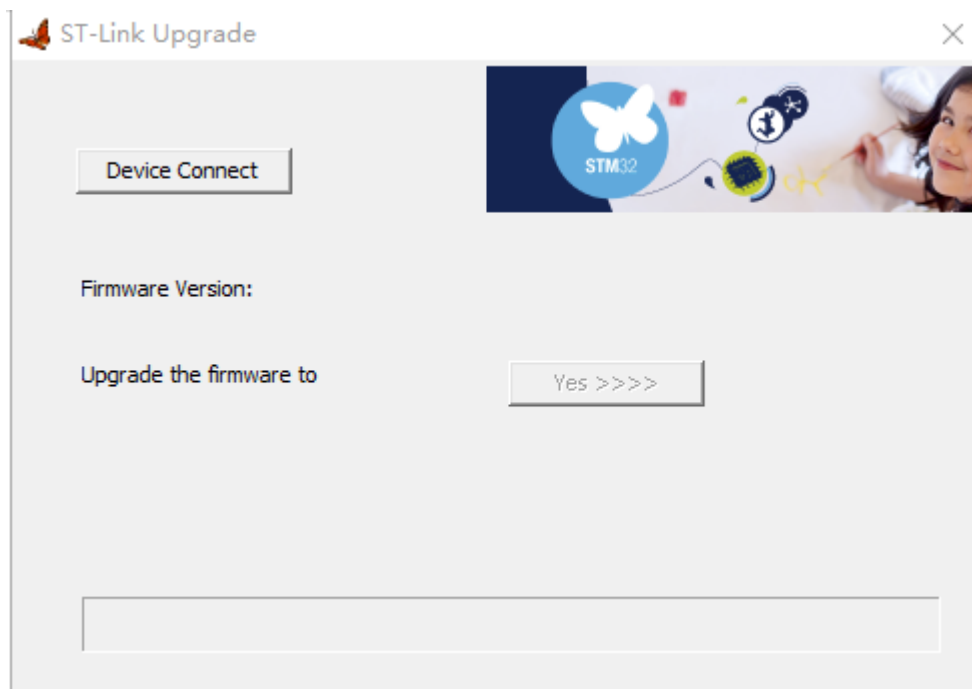 ST-Link Upgrade
STM32
Device Connect
Firmware Version:
Upgrade the firmware to
Yes >>>>